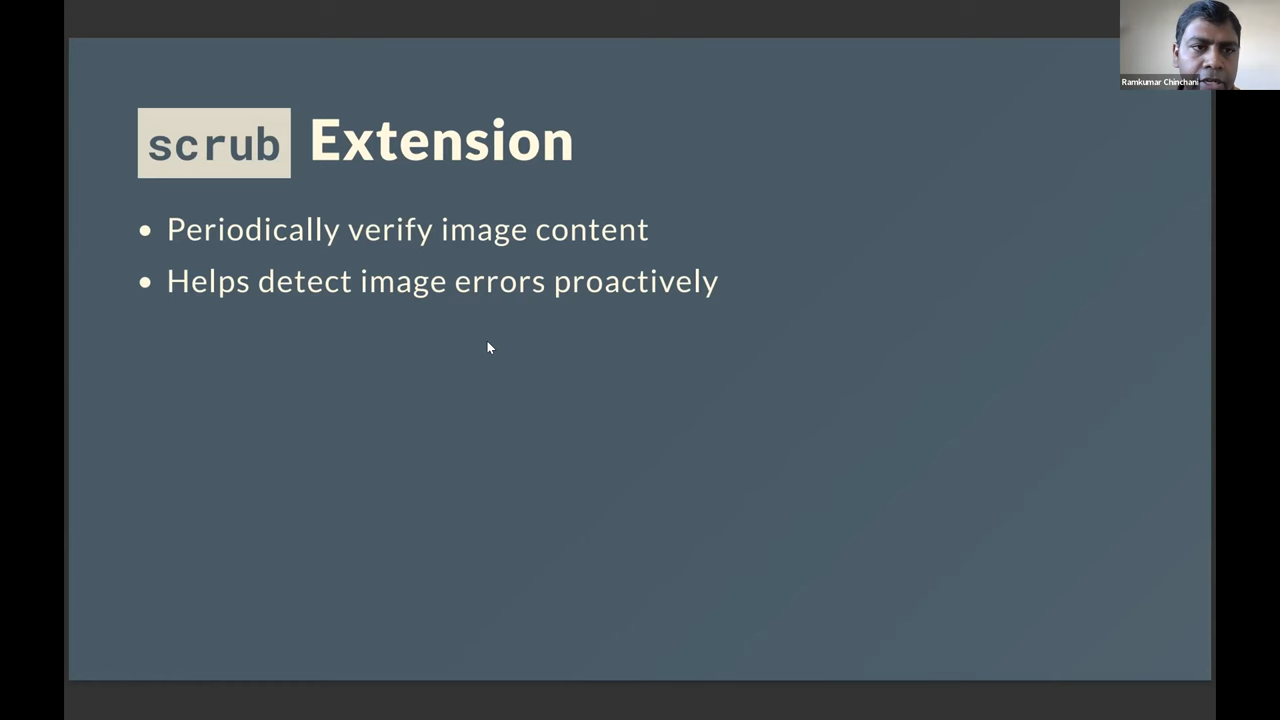 scrub Extension
Periodically verify image content
Helps detect image errors proactively
Ramkumar Chinchani